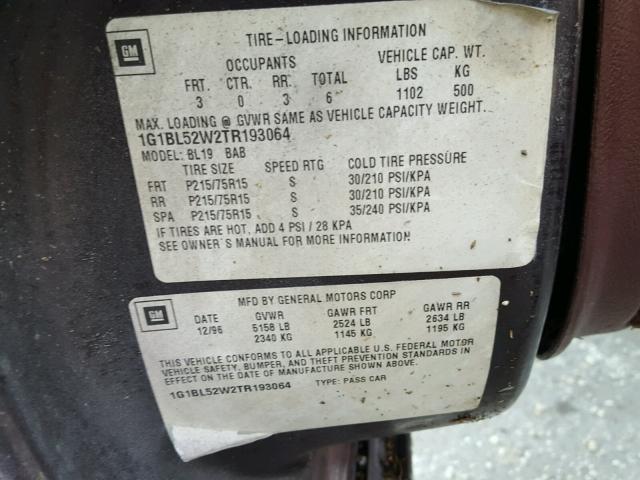 GM
TIRE-LOADING INFORMATION
OCCUPANTS VEHICLE CAP. WT.
FRT. CTR. RR. TOTAL LBS KG
3 0 3 6 1102 500
MAX. LOADING @ GVWR SAME AS VEHICLE CAPACITY WEIGHT.
1G1BL52W2TR193064
MODEL: BL19 BAB
TIRE SIZE SPEED RTG COLD TIRE PRESSURE
FRT P215/75R15 S 30/210 PSI/KPA
RR P215/75R15 S 30/210 PSI/KPA
SPA P215/75R15 S 35/240 PSI/KPA
IF TIRES ARE HOT, ADD 4 PSI / 28 KPA
SEE OWNER'S MANUAL FOR MORE INFORMATION
GM
MFD BY GENERAL MOTORS CORP
DATE GVWR GAWR FRT GAWR RR
12/96 5158 LB 2524 LB 2634 LB
2340 KG 1145 KG 1195 KG
THIS VEHICLE CONFORMS TO ALL APPLICABLE U.S. FEDERAL MOTOR
VEHICLE SAFETY, BUMPER, AND THEFT PREVENTION STANDARDS IN
EFFECT ON THE DATE OF MANUFACTURE SHOWN ABOVE.
1G1BL52W2TR193064 TYPE: PASS CAR